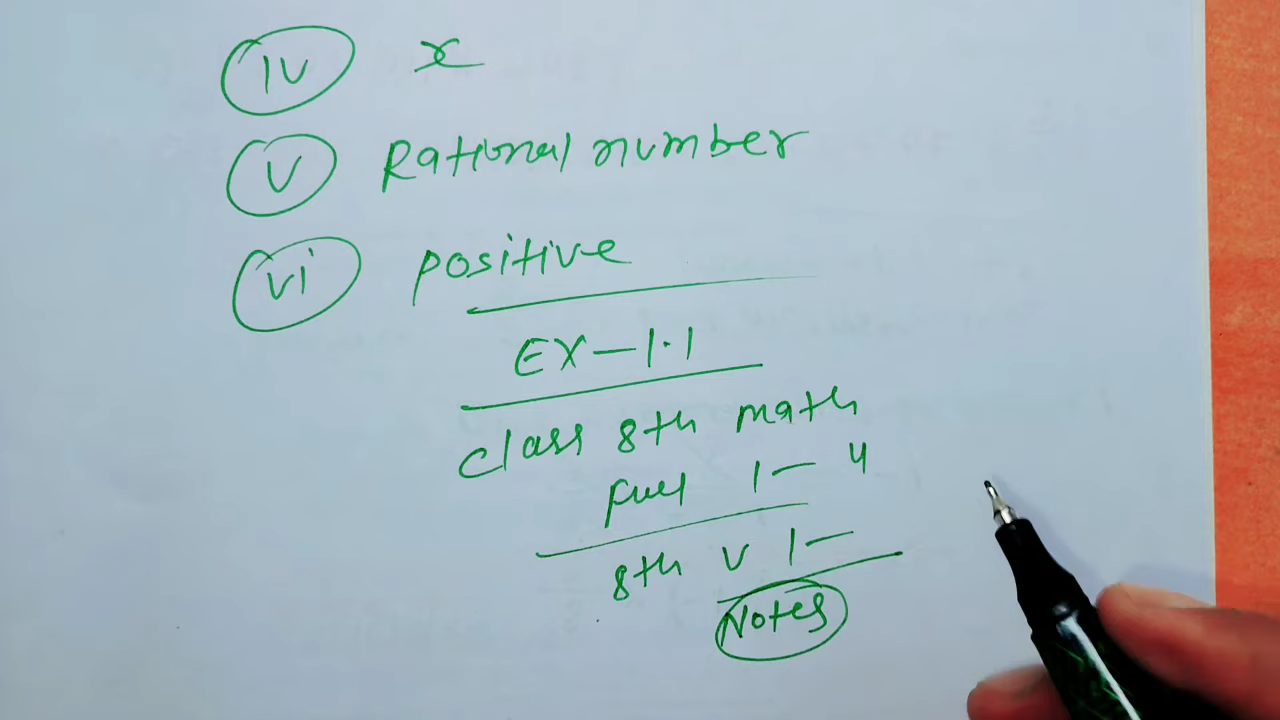 iv x
v Rational number
vi positive
EX-1.1
class 8th math
full 1-4
8th v 1-
Notes